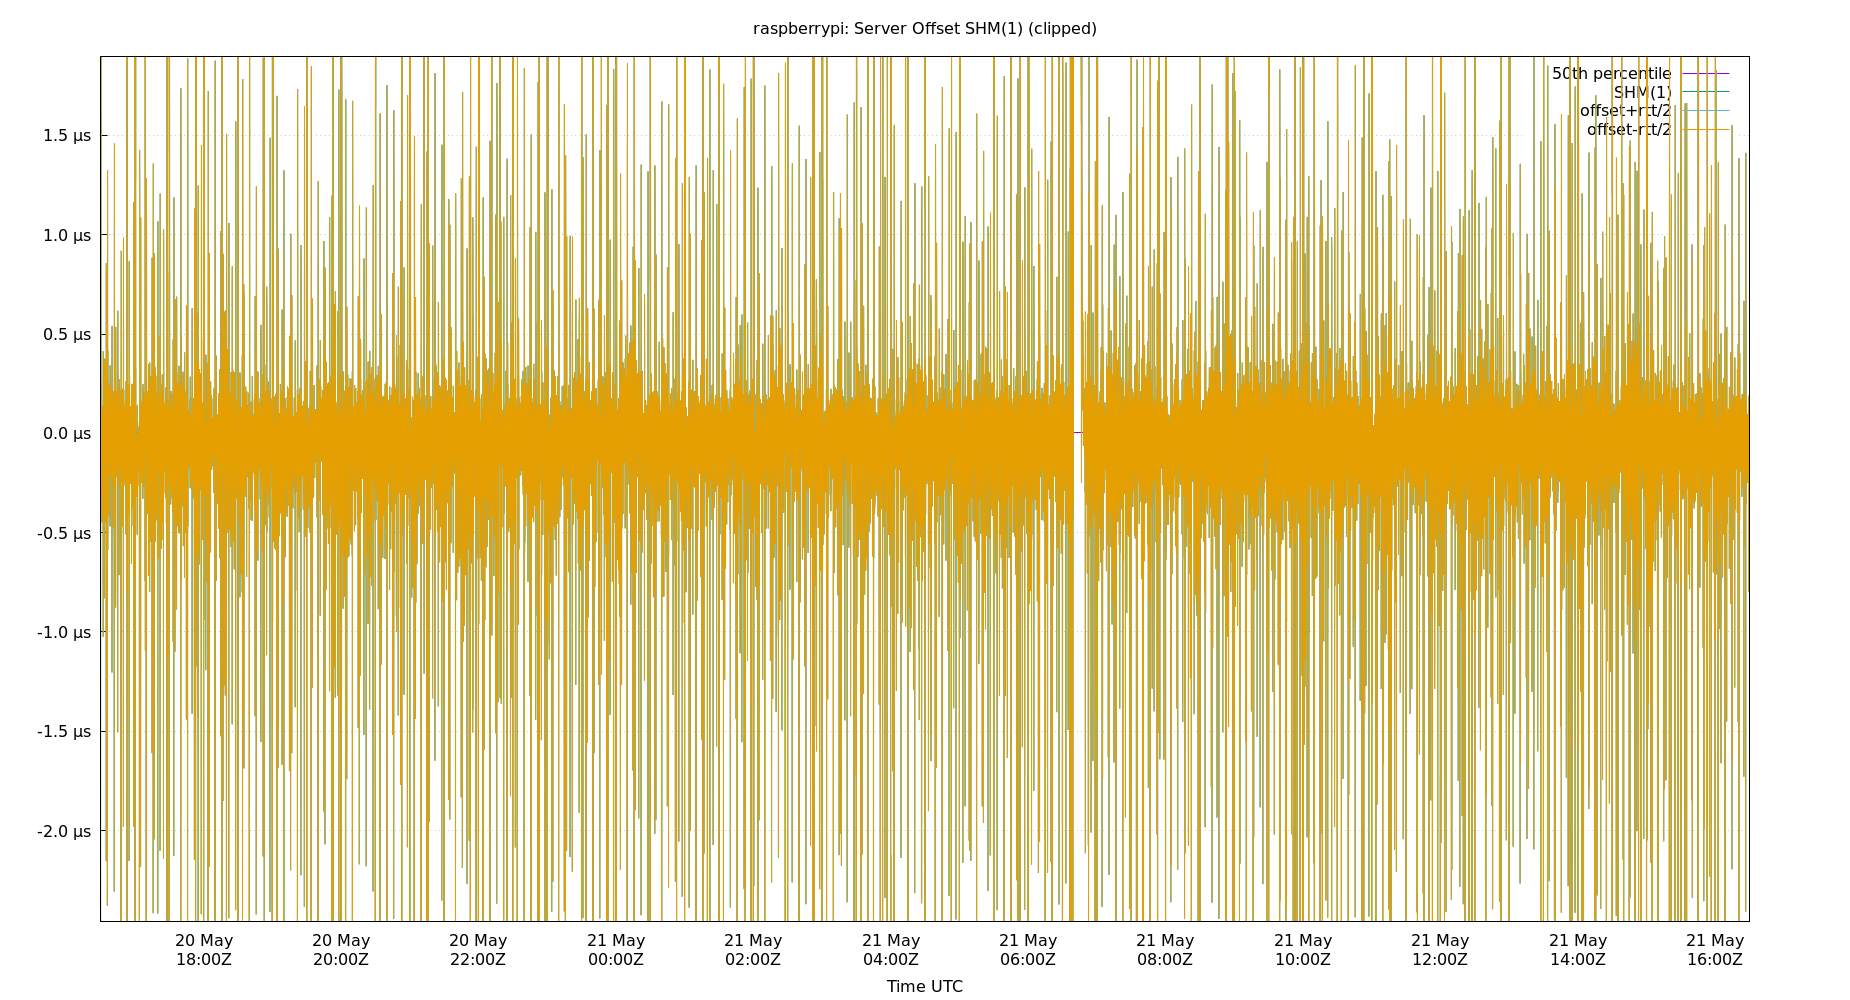 raspberrypi: Server Offset SHM(1) (clipped)
50th percentile
SHM(1)
offset+rtt/2
offset-rtt/2
1.5 µs
1.0 µs
0.5 µs
0.0 µs
-0.5 µs
-1.0 µs
-1.5 µs
-2.0 µs
20 May 20 May 20 May 21 May 21 May 21 May 21 May 21 May 21 May 21 May 21 May 21 May
18:00Z 20:00Z 22:00Z 00:00Z 02:00Z 04:00Z 06:00Z 08:00Z 10:00Z 12:00Z 14:00Z 16:00Z
Time UTC